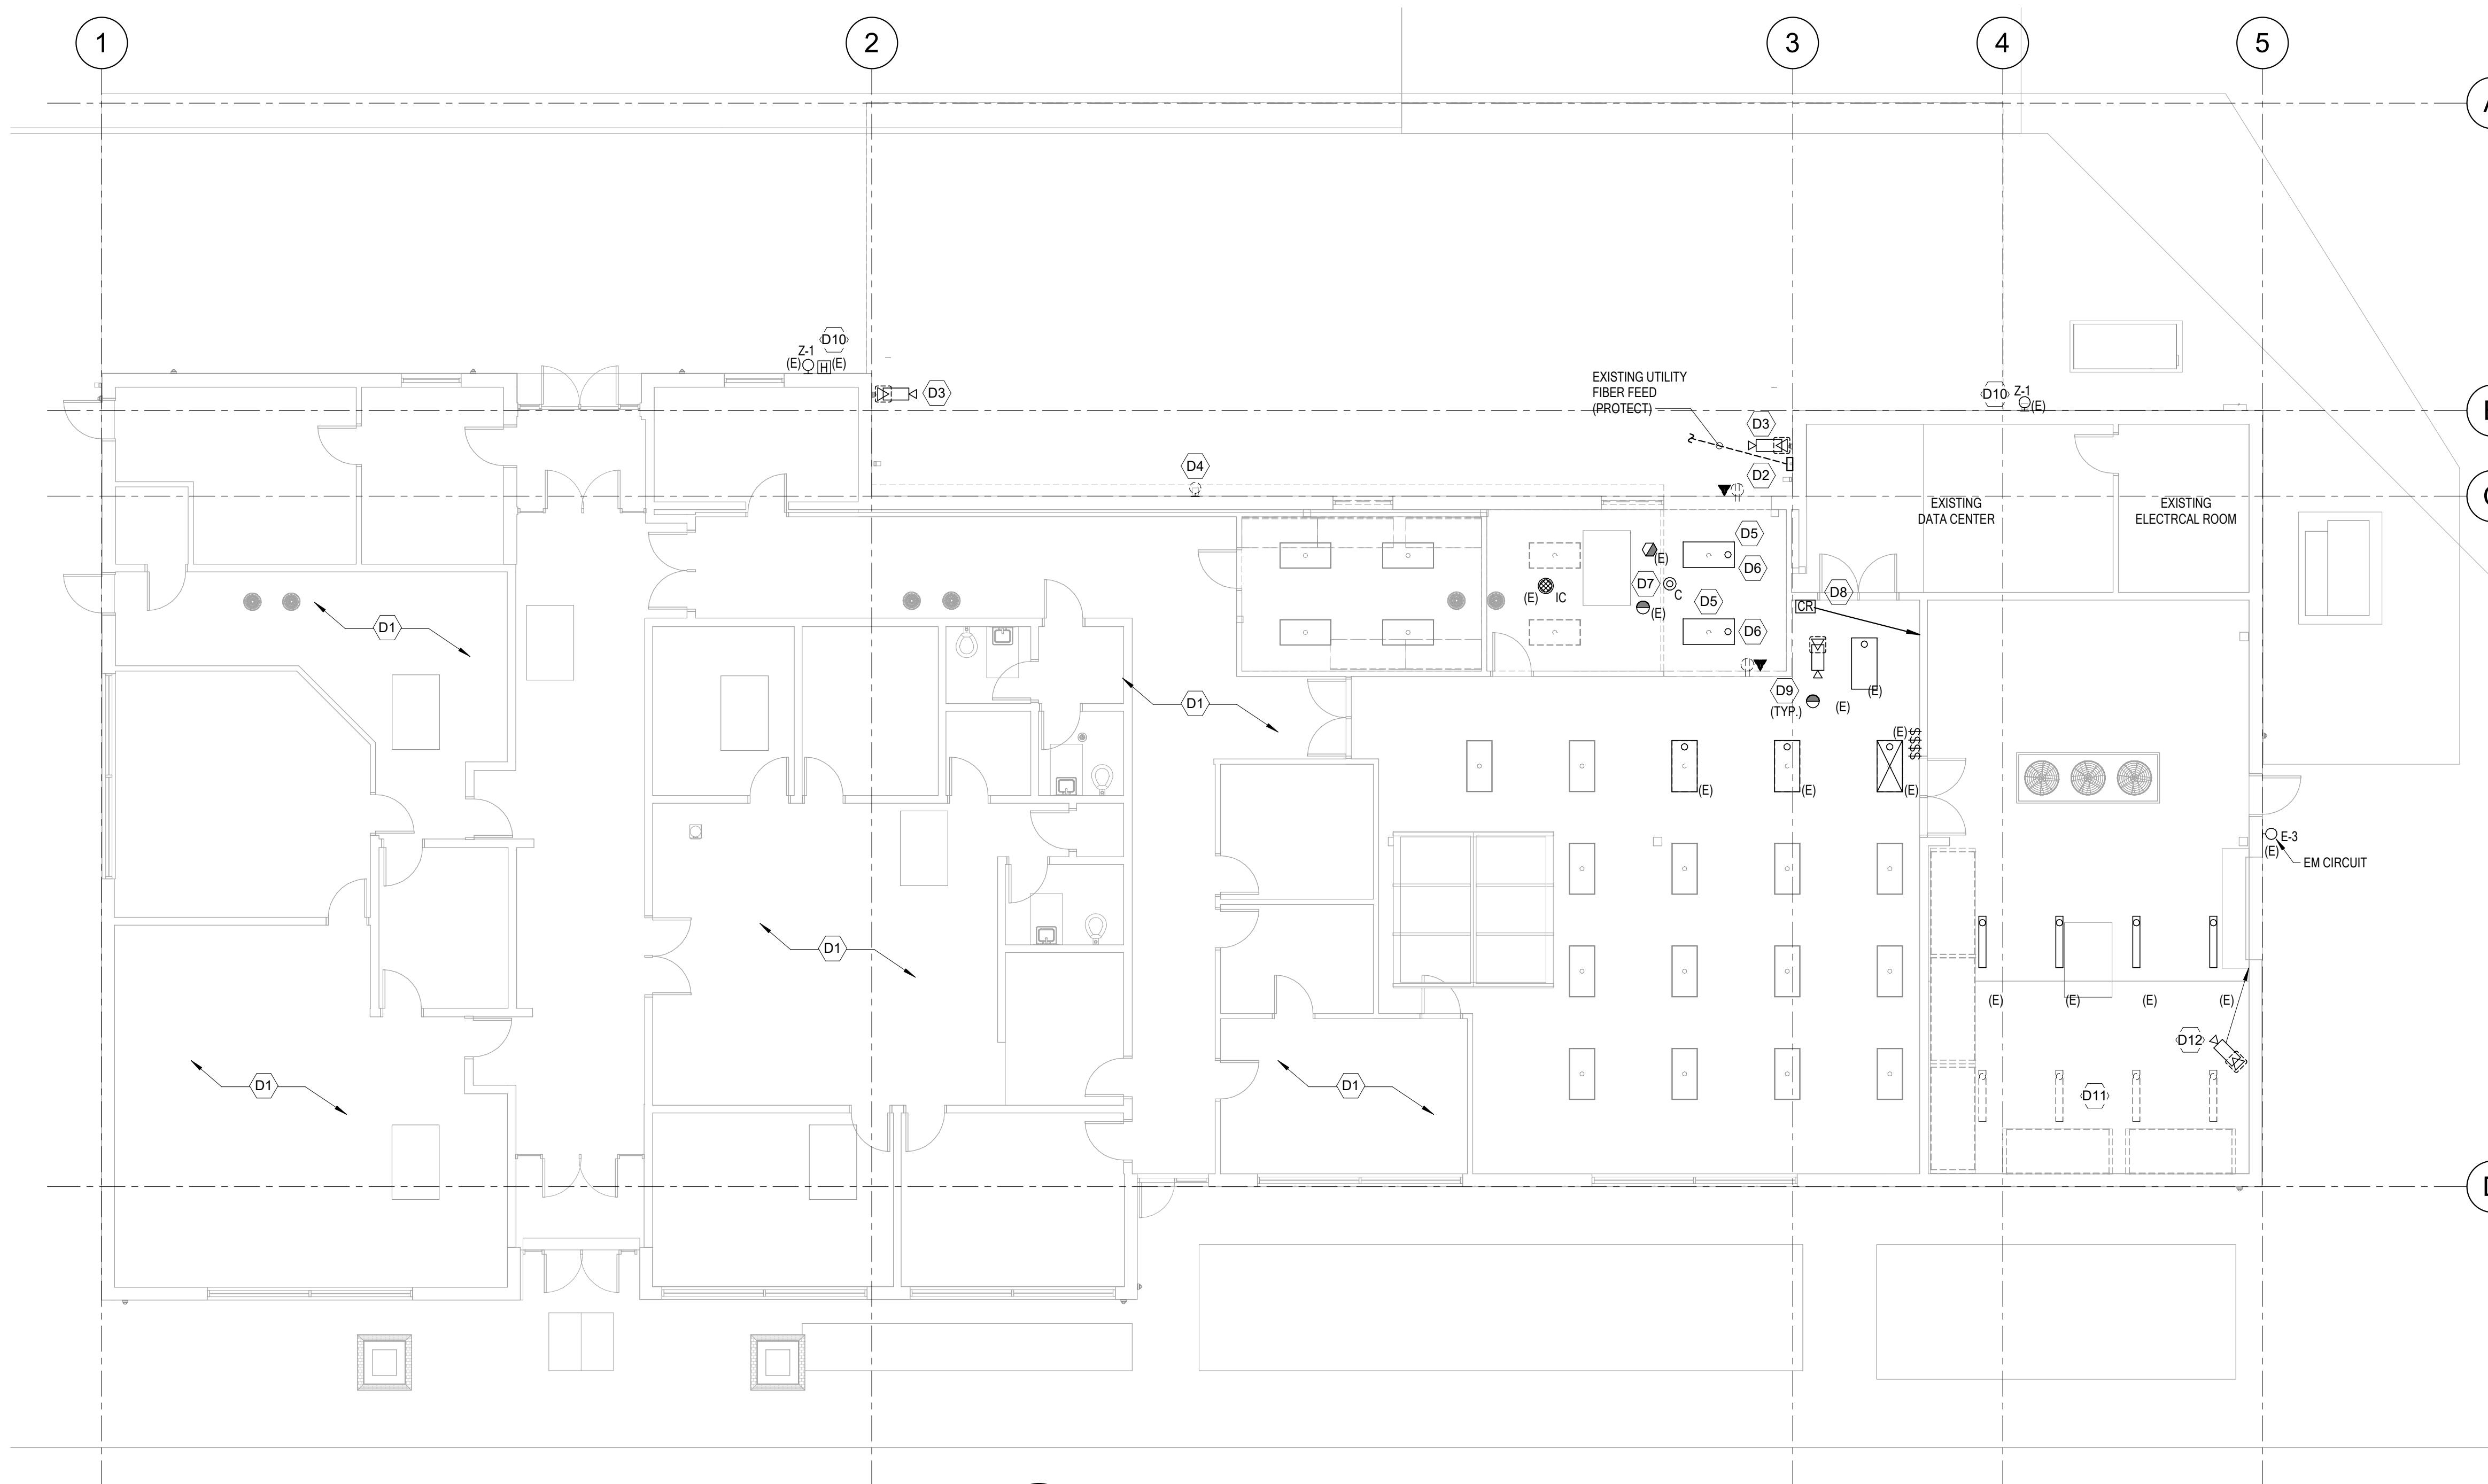 1
2
3
4
5
D10
Z-1
(E)
H
(E)
D3
EXISTING UTILITY
FIBER FEED
(PROTECT)
D3
D2
D10
Z-1
(E)
D4
EXISTING
DATA CENTER
EXISTING
ELECTRCAL ROOM
D5
D6
(E)
D7
C
(E)
IC
(E)
D5
D6
CR
D8
D1
D1
D9
(TYP.)
(E)
(E)
(E)
$$$$
(E)
(E)
(E)
E-3
(E)
EM CIRCUIT
D1
(E)
(E)
(E)
(E)
D12
D1
D1
D11